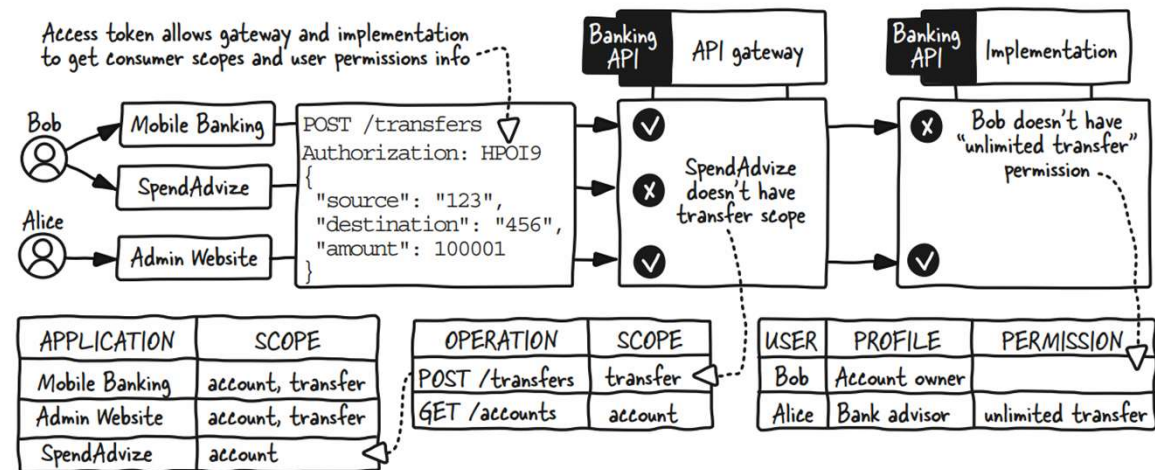 Access token allows gateway and implementation
to get consumer scopes and user permissions info
Banking
API
API gateway
Banking
API
Implementation
Bob
Mobile Banking
SpendAdvize
Alice
Admin Website
POST /transfers
Authorization: HPOI9
{
"source": "123",
"destination": "456",
"amount": 100001
}
SpendAdvize
doesn't have
transfer scope
Bob doesn't have
"unlimited transfer"
permission
APPLICATION SCOPE
Mobile Banking account, transfer
Admin Website account, transfer
SpendAdvize account
OPERATION SCOPE
POST /transfers transfer
GET /accounts account
USER PROFILE PERMISSION
Bob Account owner
Alice Bank advisor unlimited transfer